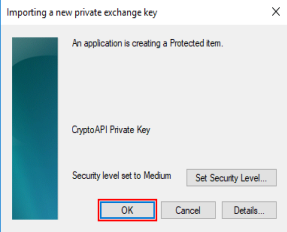 Importing a new private exchange key
An application is creating a Protected item.
CryptoAPI Private Key
Security level set to Medium
Set Security Level...
OK
Cancel
Details...